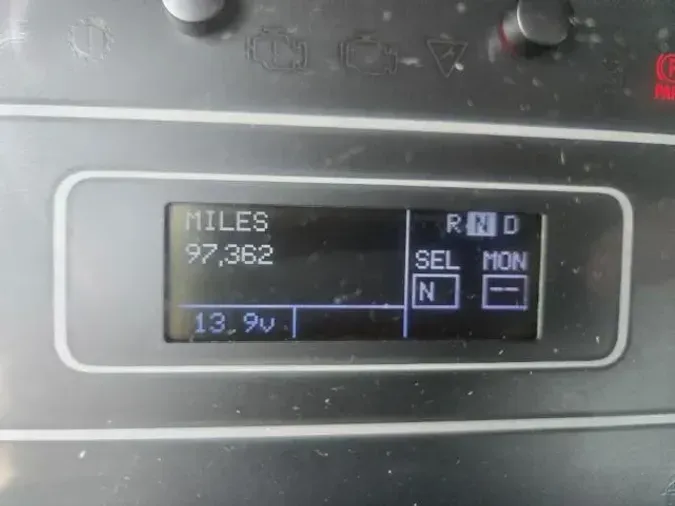 MILES
97,362
R N D
SEL MON
N --
13.9v